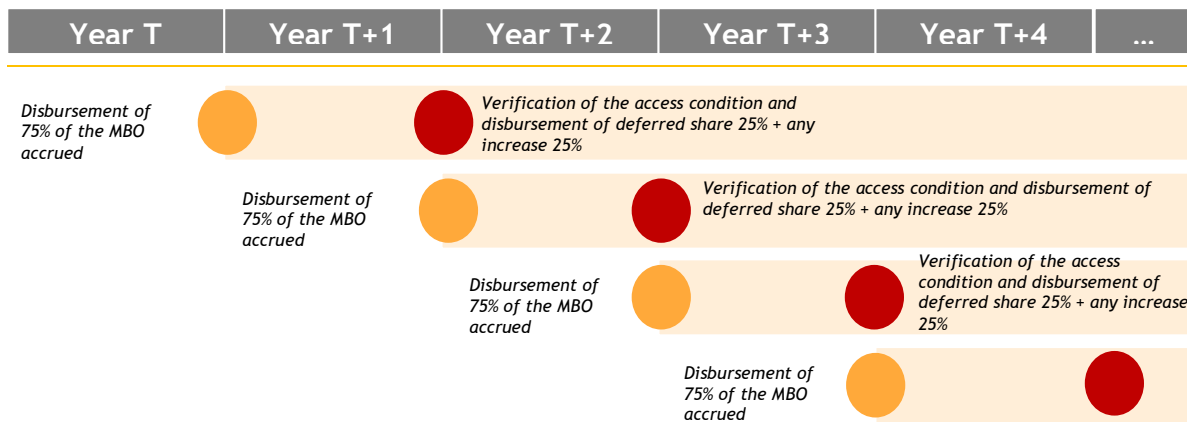 Year T
Year T+1
Year T+2
Year T+3
Year T+4
...
Disbursement of
75% of the MBO
accrued
Verification of the access condition and
disbursement of deferred share 25% + any
increase 25%
Disbursement of
75% of the MBO
accrued
Verification of the access condition and disbursement of
deferred share 25% + any increase 25%
Disbursement of
75% of the MBO
accrued
Verification of the access
condition and disbursement of
deferred share 25% + any increase
25%
Disbursement of
75% of the MBO
accrued